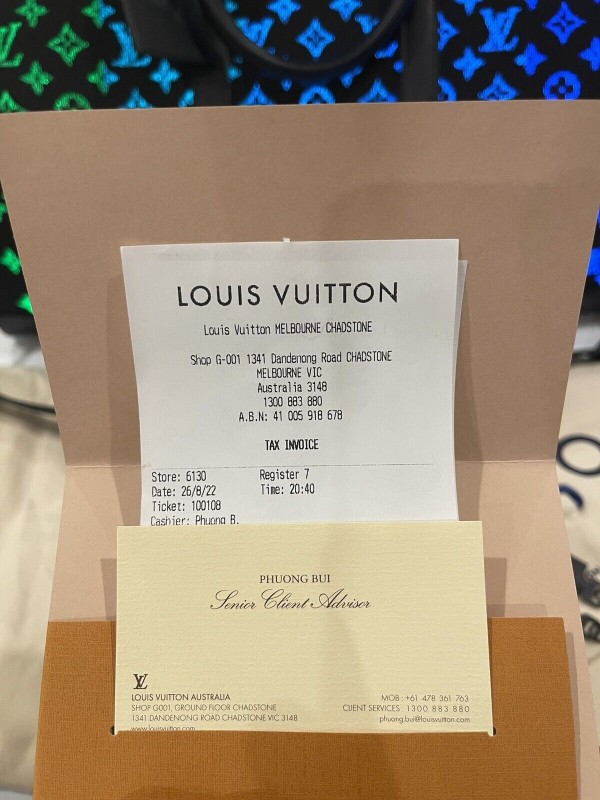 LOUIS VUITTON
Louis Vuitton MELBOURNE CHADSTONE
Shop G-001 1341 Dandenong Road CHADSTONE
MELBOURNE VIC
Australia 3148
1300 883 880
A.B.N: 41 005 918 678
TAX INVOICE
Store: 6130 Register 7
Date: 26/8/22 Time: 20:40
Ticket: 100108
Cashier: Phuong B.
PHUONG BUI
Senior Client Advisor
LV
LOUIS VUITTON AUSTRALIA
SHOP G001, GROUND FLOOR CHADSTONE
1341 DANDENONG ROAD CHADSTONE VIC 3148
www.louisvuitton.com
MOB : +61 478 361 763
CLIENT SERVICES : 1300 883 880
phuong.bui@louisvuitton.com